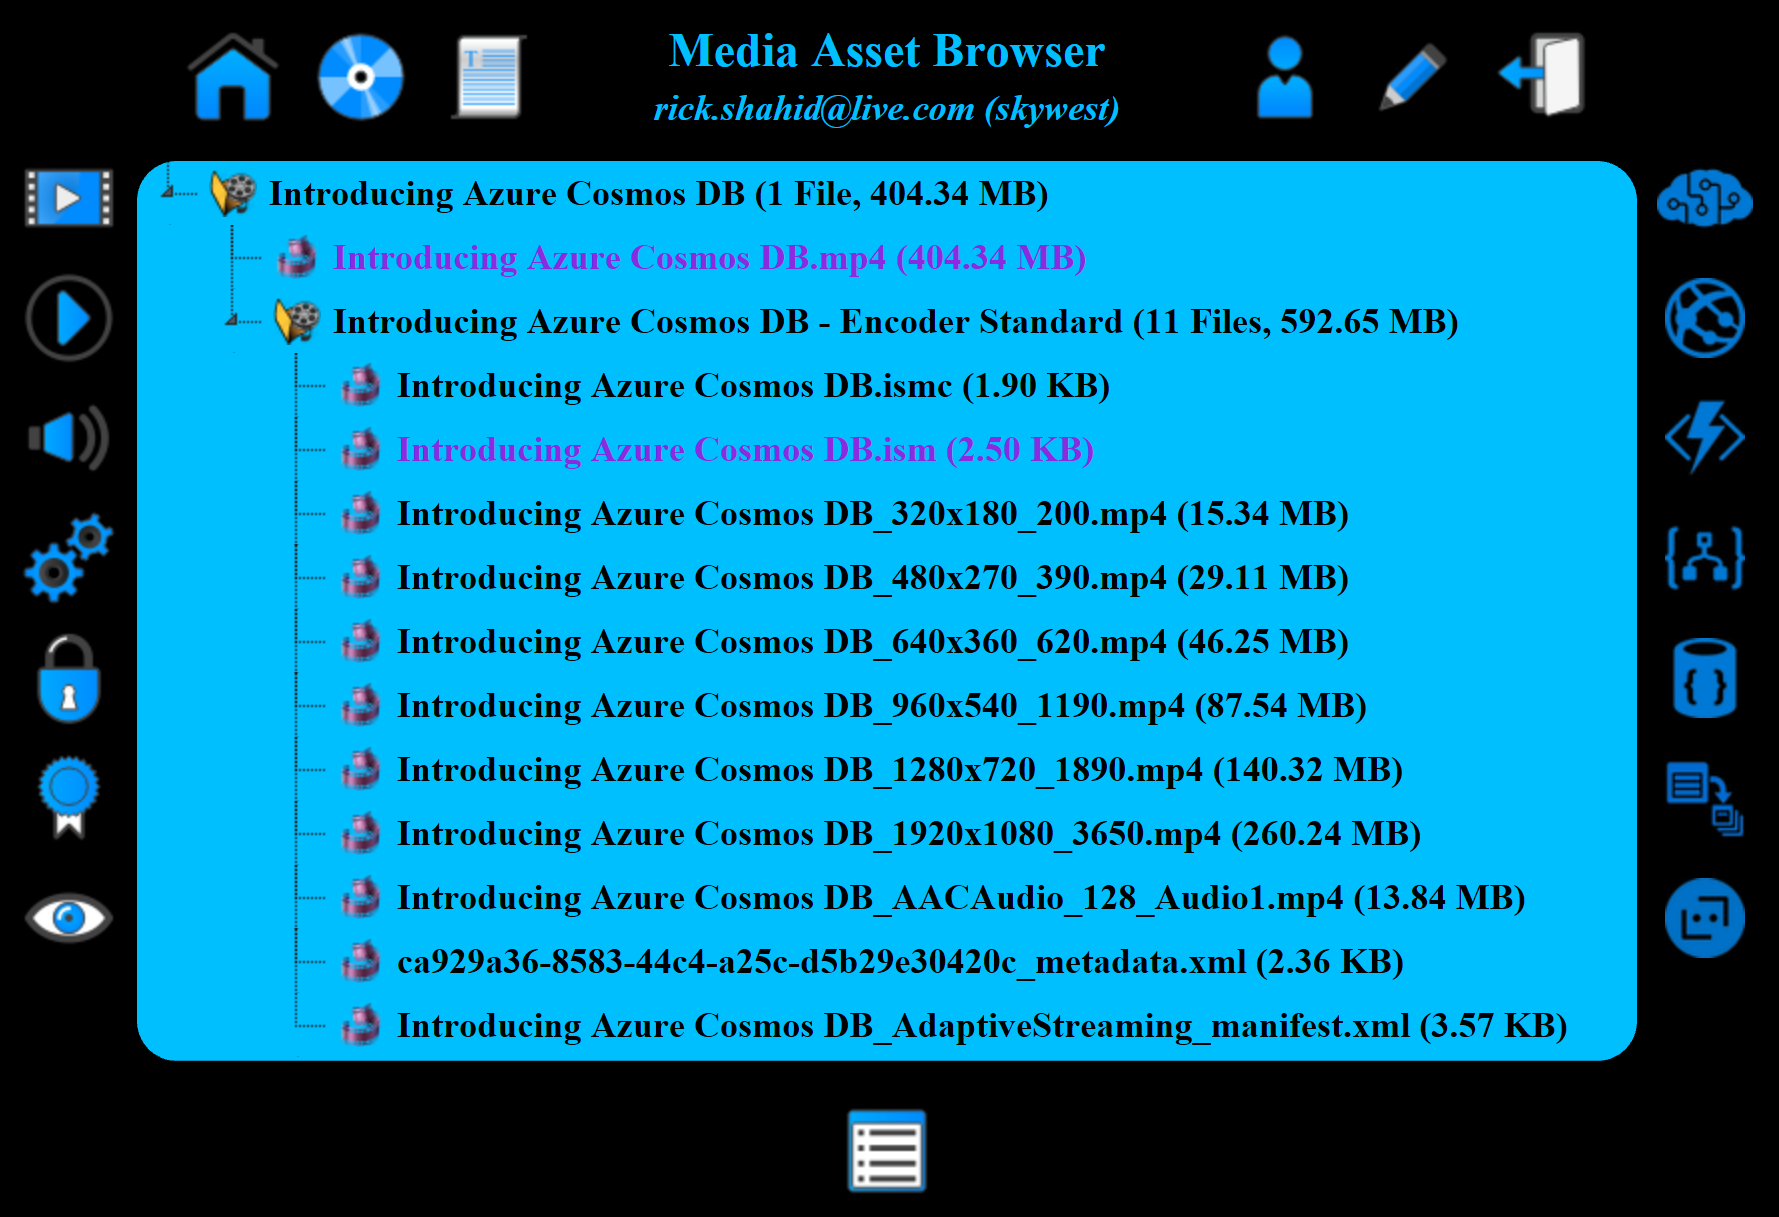 Media Asset Browser
rick.shahid@live.com (skywest)
T
Introducing Azure Cosmos DB (1 File, 404.34 MB)
Introducing Azure Cosmos DB.mp4 (404.34 MB)
Introducing Azure Cosmos DB - Encoder Standard (11 Files, 592.65 MB)
Introducing Azure Cosmos DB.ismc (1.90 KB)
Introducing Azure Cosmos DB.ism (2.50 KB)
Introducing Azure Cosmos DB_320x180_200.mp4 (15.34 MB)
Introducing Azure Cosmos DB_480x270_390.mp4 (29.11 MB)
Introducing Azure Cosmos DB_640x360_620.mp4 (46.25 MB)
Introducing Azure Cosmos DB_960x540_1190.mp4 (87.54 MB)
Introducing Azure Cosmos DB_1280x720_1890.mp4 (140.32 MB)
Introducing Azure Cosmos DB_1920x1080_3650.mp4 (260.24 MB)
Introducing Azure Cosmos DB_AACAudio_128_Audio1.mp4 (13.84 MB)
ca929a36-8583-44c4-a25c-d5b29e30420c_metadata.xml (2.36 KB)
Introducing Azure Cosmos DB_AdaptiveStreaming_manifest.xml (3.57 KB)